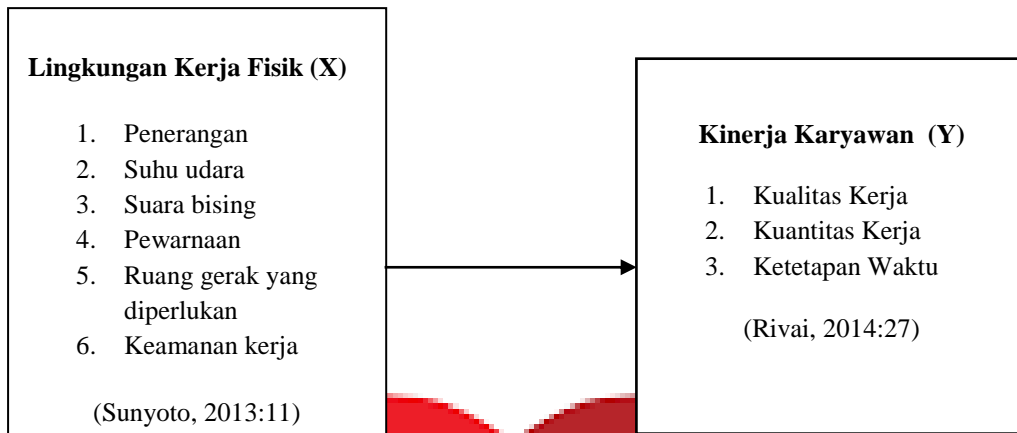 Lingkungan Kerja Fisik (X)
1. Penerangan
2. Suhu udara
3. Suara bising
4. Pewarnaan
5. Ruang gerak yang
diperlukan
6. Keamanan kerja
(Sunyoto, 2013:11)
Kinerja Karyawan (Y)
1. Kualitas Kerja
2. Kuantitas Kerja
3. Ketetapan Waktu
(Rivai, 2014:27)